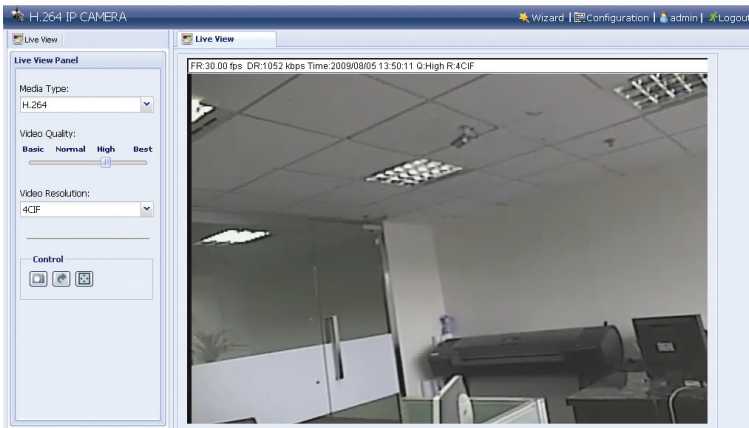 H.264 IP CAMERA
Wizard | Configuration | admin | Logout
Live View
Live View
Live View Panel
FR:30.00 fps DR:1052 kbps Time:2009/08/05 13:50:11 Q:High R:4CIF
Media Type:
H.264
Video Quality:
Basic Normal High Best
Video Resolution:
4CIF
Control